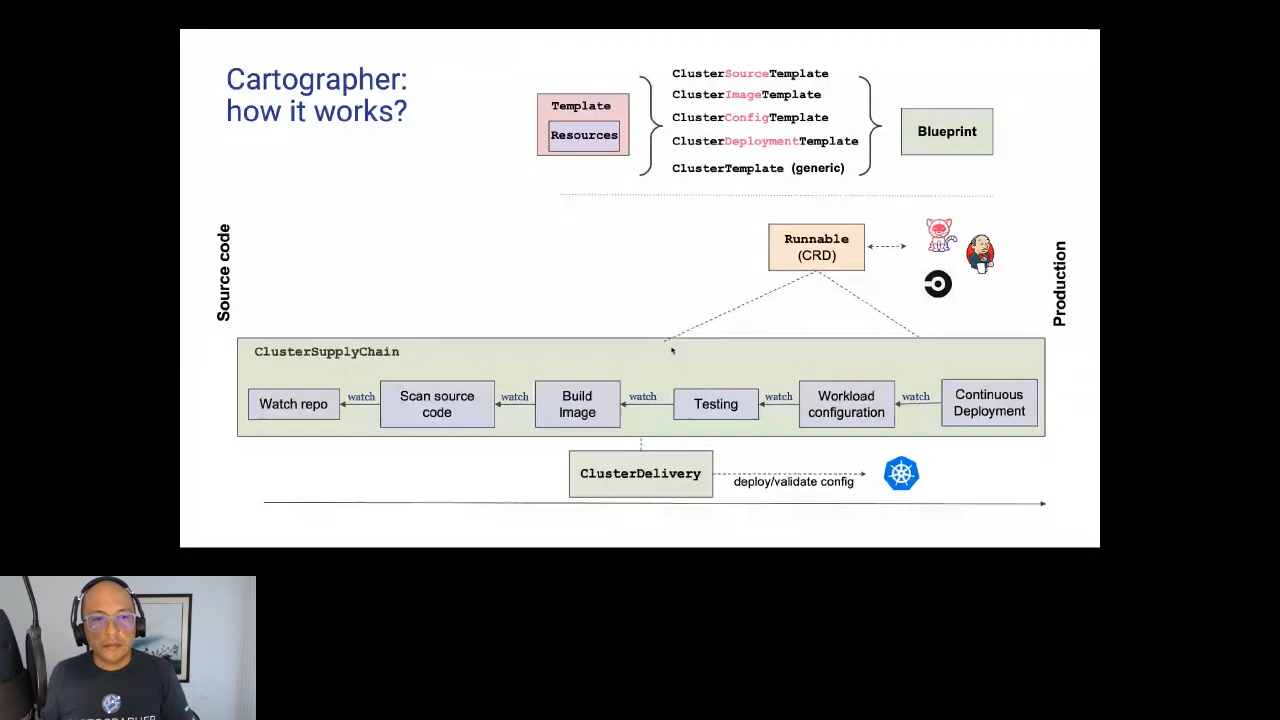 Cartographer:
how it works?
Template
Resources
ClusterSourceTemplate
ClusterImageTemplate
ClusterConfigTemplate
ClusterDeploymentTemplate
ClusterTemplate (generic)
Blueprint
Source code
Runnable
(CRD)
Production
ClusterSupplyChain
Watch repo
watch
Scan source
code
watch
Build
Image
watch
Testing
watch
Workload
configuration
watch
Continuous
Deployment
ClusterDelivery
deploy/validate config